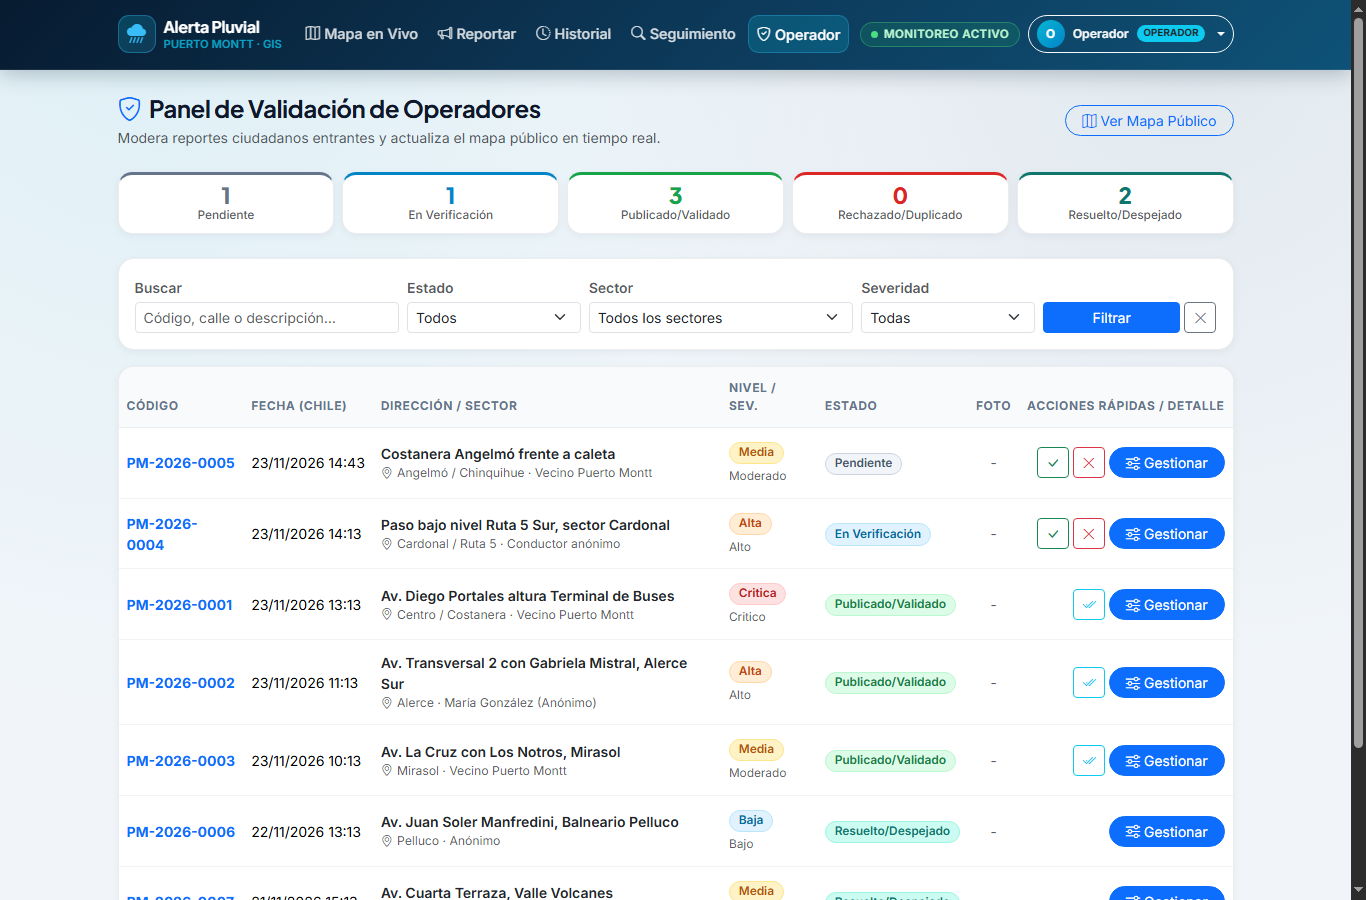 Alerta Pluvial
PUERTO MONTT · GIS
Mapa en Vivo
Reportar
Historial
Seguimiento
Operador
MONITOREO ACTIVO
O
Operador
OPERADOR
Panel de Validación de Operadores
Modera reportes ciudadanos entrantes y actualiza el mapa público en tiempo real.
Ver Mapa Público
1
Pendiente
1
En Verificación
3
Publicado/Validado
0
Rechazado/Duplicado
2
Resuelto/Despejado
Buscar
Código, calle o descripción...
Estado
Todos
Sector
Todos los sectores
Severidad
Todas
Filtrar
CÓDIGO
FECHA (CHILE)
DIRECCIÓN / SECTOR
NIVEL /
SEV.
ESTADO
FOTO
ACCIONES RÁPIDAS / DETALLE
PM-2026-0005
23/11/2026 14:43
Costanera Angelmó frente a caleta
Angelmó / Chinquihue · Vecino Puerto Montt
Media
Moderado
Pendiente
-
Gestionar
PM-2026-
0004
23/11/2026 14:13
Paso bajo nivel Ruta 5 Sur, sector Cardonal
Cardonal / Ruta 5 · Conductor anónimo
Alta
Alto
En Verificación
-
Gestionar
PM-2026-0001
23/11/2026 13:13
Av. Diego Portales altura Terminal de Buses
Centro / Costanera · Vecino Puerto Montt
Critica
Critico
Publicado/Validado
-
Gestionar
PM-2026-0002
23/11/2026 11:13
Av. Transversal 2 con Gabriela Mistral, Alerce
Sur
Alerce · María González (Anónimo)
Alta
Alto
Publicado/Validado
-
Gestionar
PM-2026-0003
23/11/2026 10:13
Av. La Cruz con Los Notros, Mirasol
Mirasol · Vecino Puerto Montt
Media
Moderado
Publicado/Validado
-
Gestionar
PM-2026-0006
22/11/2026 13:13
Av. Juan Soler Manfredini, Balneario Pelluco
Pelluco · Anónimo
Baja
Bajo
Resuelto/Despejado
-
Gestionar
Av. Cuarta Terraza, Valle Volcanes
Media